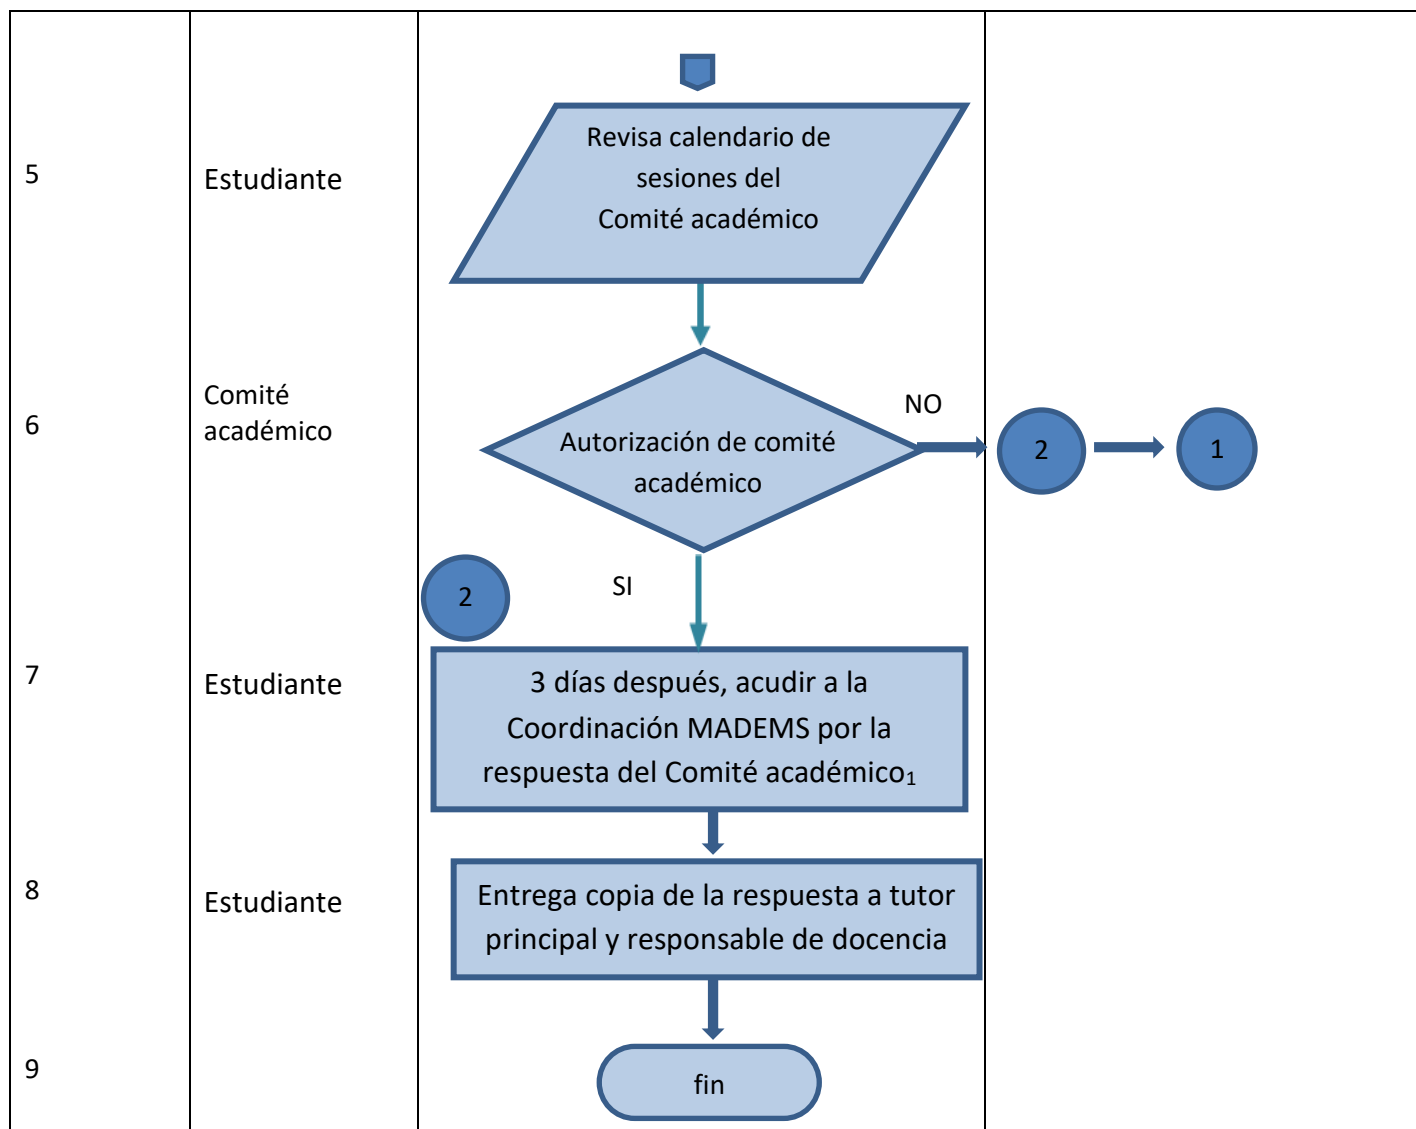 Revisa calendario de
sesiones del
Comité académico
5
Estudiante
Comité
académico
6
NO
Autorización de comité
académico
2
1
SI
2
7
Estudiante
3 días después, acudir a la
Coordinación MADEMS por la
respuesta del Comité académico₁
8
Estudiante
Entrega copia de la respuesta a tutor
principal y responsable de docencia
9
fin